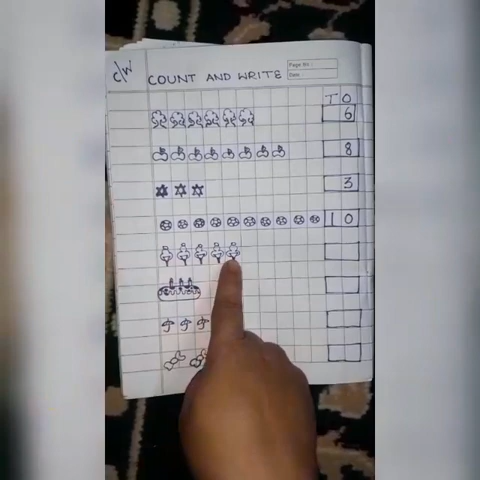 C/W
COUNT AND WRITE
Page No :
Date :
T O
6
8
3
1 0